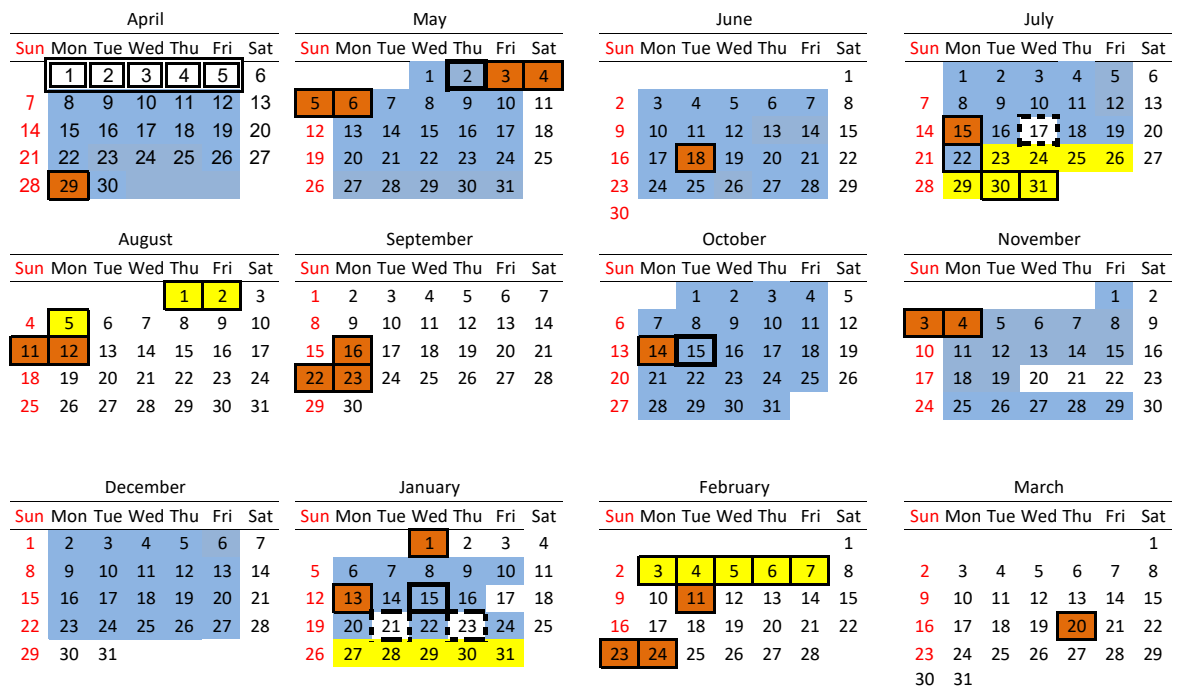 April
Sun Mon Tue Wed Thu Fri Sat
1 2 3 4 5 6
7 8 9 10 11 12 13
14 15 16 17 18 19 20
21 22 23 24 25 26 27
28 29 30
May
Sun Mon Tue Wed Thu Fri Sat
1 2 3 4
5 6 7 8 9 10 11
12 13 14 15 16 17 18
19 20 21 22 23 24 25
26 27 28 29 30 31
June
Sun Mon Tue Wed Thu Fri Sat
1
2 3 4 5 6 7 8
9 10 11 12 13 14 15
16 17 18 19 20 21 22
23 24 25 26 27 28 29
30
July
Sun Mon Tue Wed Thu Fri Sat
1 2 3 4 5 6
7 8 9 10 11 12 13
14 15 16 17 18 19 20
21 22 23 24 25 26 27
28 29 30 31
August
Sun Mon Tue Wed Thu Fri Sat
1 2 3
4 5 6 7 8 9 10
11 12 13 14 15 16 17
18 19 20 21 22 23 24
25 26 27 28 29 30 31
September
Sun Mon Tue Wed Thu Fri Sat
1 2 3 4 5 6 7
8 9 10 11 12 13 14
15 16 17 18 19 20 21
22 23 24 25 26 27 28
29 30
October
Sun Mon Tue Wed Thu Fri Sat
1 2 3 4 5
6 7 8 9 10 11 12
13 14 15 16 17 18 19
20 21 22 23 24 25 26
27 28 29 30 31
November
Sun Mon Tue Wed Thu Fri Sat
1 2
3 4 5 6 7 8 9
10 11 12 13 14 15 16
17 18 19 20 21 22 23
24 25 26 27 28 29 30
December
Sun Mon Tue Wed Thu Fri Sat
1 2 3 4 5 6 7
8 9 10 11 12 13 14
15 16 17 18 19 20 21
22 23 24 25 26 27 28
29 30 31
January
Sun Mon Tue Wed Thu Fri Sat
1 2 3 4
5 6 7 8 9 10 11
12 13 14 15 16 17 18
19 20 21 22 23 24 25
26 27 28 29 30 31
February
Sun Mon Tue Wed Thu Fri Sat
1
2 3 4 5 6 7 8
9 10 11 12 13 14 15
16 17 18 19 20 21 22
23 24 25 26 27 28
March
Sun Mon Tue Wed Thu Fri Sat
1
2 3 4 5 6 7 8
9 10 11 12 13 14 15
16 17 18 19 20 21 22
23 24 25 26 27 28 29
30 31